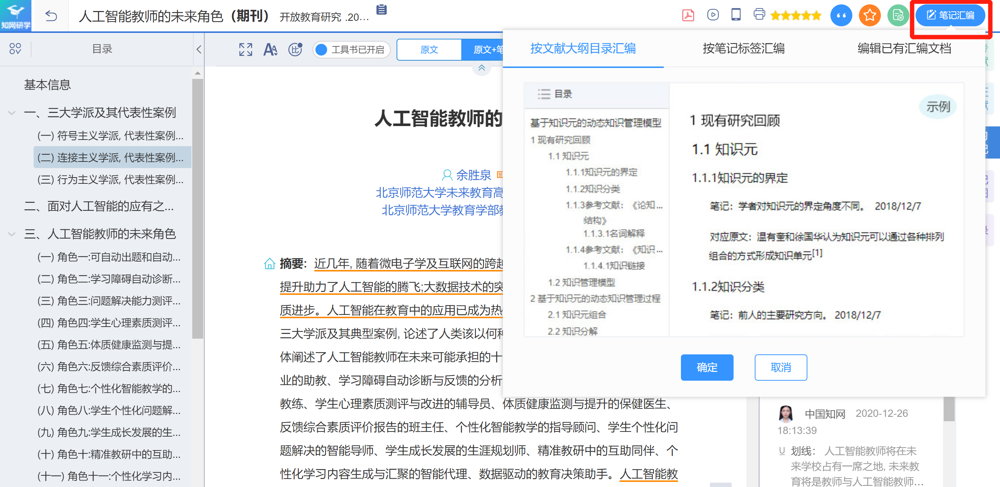 知网研学
人工智能教师的未来角色（期刊） 开放教育研究 .20...
笔记汇编
目录
工具书已开启
原文
原文+笔
基本信息
一、三大学派及其代表性案例
(一) 符号主义学派, 代表性案例...
(二) 连接主义学派, 代表性案例...
(三) 行为主义学派, 代表性案例...
二、面对人工智能的应有之...
三、人工智能教师的未来角色
(一) 角色一:可自动出题和自动...
(二) 角色二:学习障碍自动诊断...
(三) 角色三:问题解决能力测评...
(四) 角色四:学生心理素质测评...
(五) 角色五:体质健康监测与提...
(六) 角色六:反馈综合素质评价...
(七) 角色七:个性化智能教学的...
(八) 角色八:学生个性化问题解...
(九) 角色九:学生成长发展的生...
(十) 角色十:精准教研中的互助...
(十一) 角色十一:个性化学习内...
人工智能教师的
余胜泉
北京师范大学未来教育高
北京师范大学教育学部教
摘要: 近几年, 随着微电子学及互联网的跨越
提升助力了人工智能的腾飞;大数据技术的突
质进步。人工智能在教育中的应用已成为热
三大学派及其典型案例, 论述了人类该以何种
体阐述了人工智能教师在未来可能承担的十
业的助教、学习障碍自动诊断与反馈的分析
教练、学生心理素质测评与改进的辅导员、体质健康监测与提升的保健医生、
反馈综合素质评价报告的班主任、个性化智能教学的指导顾问、学生个性化问
题解决的智能导师、学生成长发展的生涯规划师、精准教研中的互助同伴、个
性化学习内容生成与汇聚的智能代理、数据驱动的教育决策助手。人工智能教
按文献大纲目录汇编
按笔记标签汇编
编辑已有汇编文档
目录
基于知识元的动态知识管理模型
1 现有研究回顾
1.1 知识元
1.1.1知识元的界定
1.1.2知识分类
1.1.3参考文献：《论知...
结构》
1.1.3.1名词解释
1.1.4参考文献：《知识...
1.1.4.1知识链接
1.2 知识管理模型
2 基于知识元的动态知识管理过程
2.1 知识元组合
2.2 知识分解
示例
1 现有研究回顾
1.1 知识元
1.1.1知识元的界定
笔记：学者对知识元的界定角度不同。 2018/12/7
对应原文：温有奎和徐国华认为知识元可以通过各种排列
组合的方式形成知识单元[1]
1.1.2知识分类
笔记：前人的主要研究方向。 2018/12/7
确定
取消
中国知网 2020-12-26
18:13:39
划线： 人工智能教师将在未
来学校占有一席之地, 未来教
育将是教师与人工智能教师...